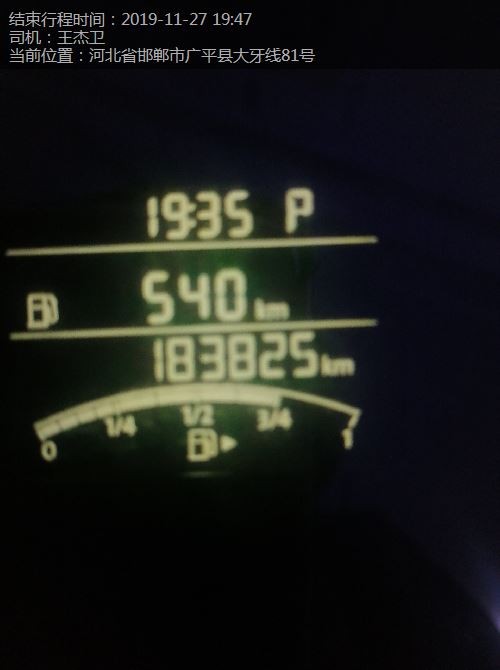 结束行程时间：2019-11-27 19:47
司机：王杰卫
当前位置：河北省邯郸市广平县大牙线81号
19:35 P
540 km
183825 km
0 1/4 1/2 3/4 1